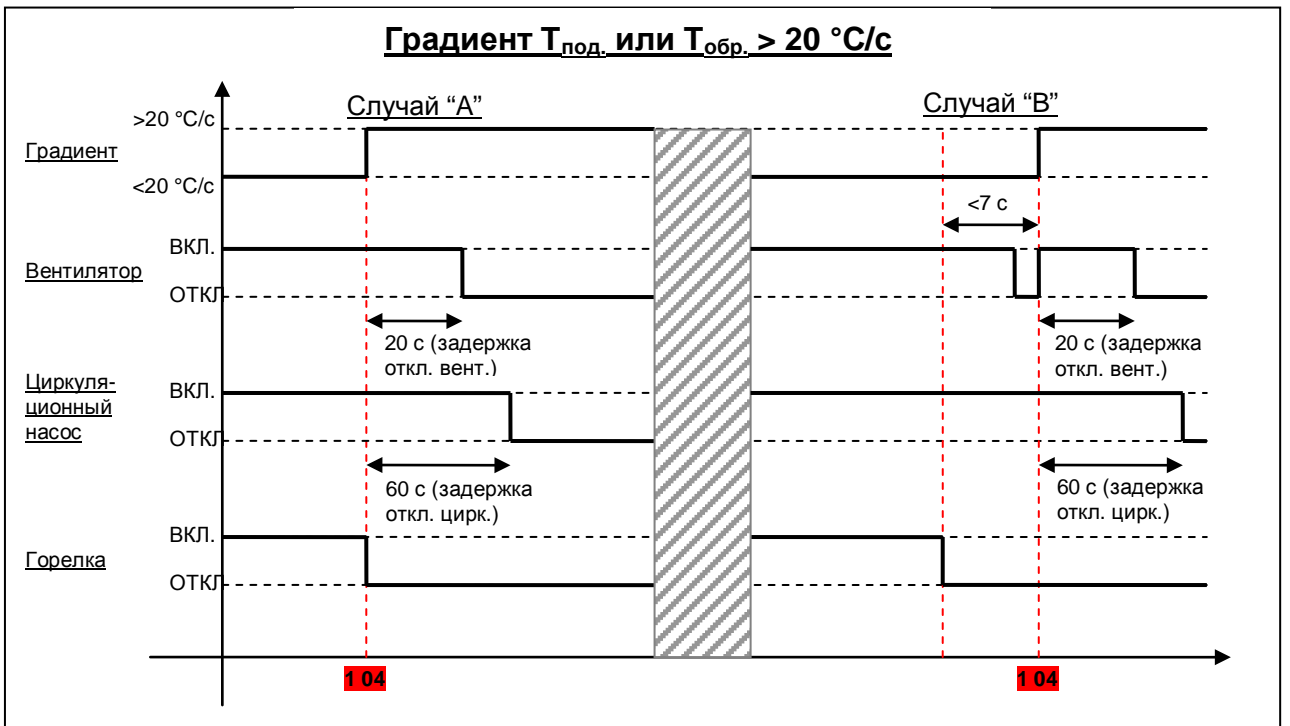 Градиент Tпод. или Tобр. > 20 °C/c
Случай “A”
Случай “B”
>20 °C/c
Градиент
<20 °C/c
<7 с
ВКЛ.
Вентилятор
ОТКЛ
20 с (задержка
откл. вент.)
20 с (задержка
откл. вент.)
Циркуля-
ционный
насос
ВКЛ.
ОТКЛ
60 с (задержка
откл. цирк.)
60 с (задержка
откл. цирк.)
ВКЛ.
Горелка
ОТКЛ
1 04
1 04